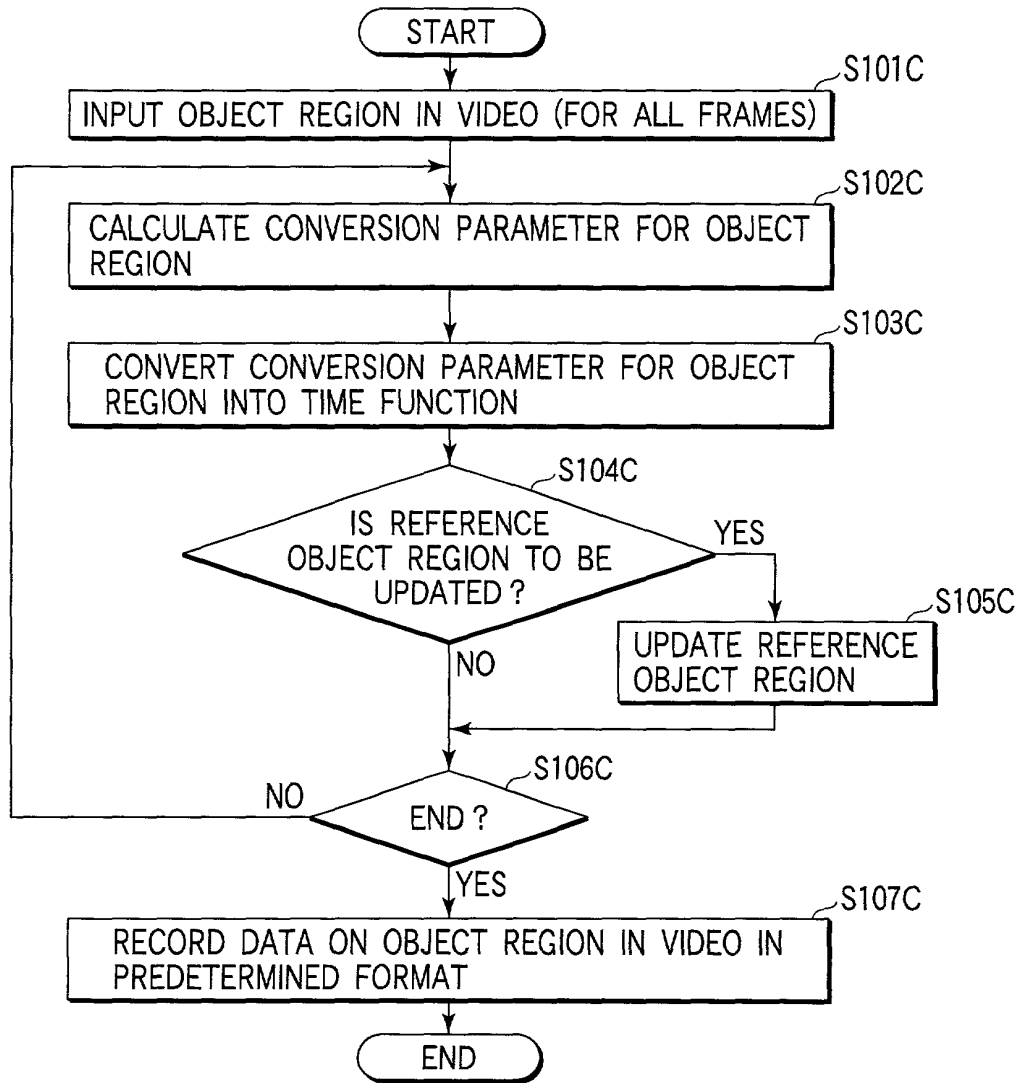 START
S101C
INPUT OBJECT REGION IN VIDEO (FOR ALL FRAMES)
S102C
CALCULATE CONVERSION PARAMETER FOR OBJECT
REGION
S103C
CONVERT CONVERSION PARAMETER FOR OBJECT
REGION INTO TIME FUNCTION
S104C
IS REFERENCE
OBJECT REGION TO BE
UPDATED ?
YES
S105C
UPDATE REFERENCE
OBJECT REGION
NO
S106C
END ?
NO
YES
S107C
RECORD DATA ON OBJECT REGION IN VIDEO IN
PREDETERMINED FORMAT
END